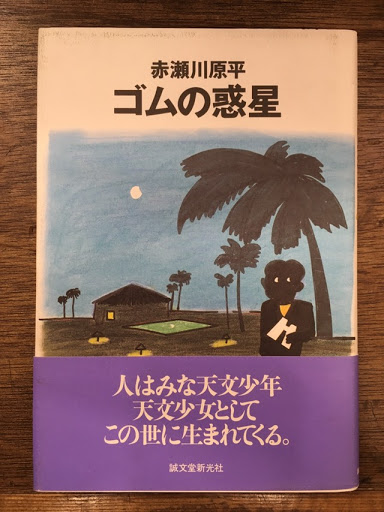 赤瀬川原平
ゴムの惑星
人はみな天文少年
天文少女として
この世に生まれてくる。
誠文堂新光社